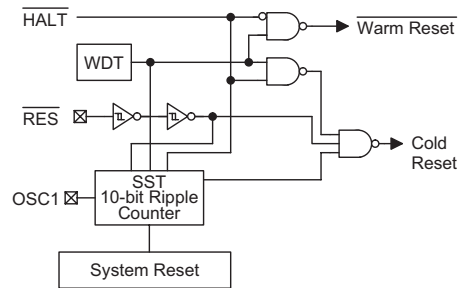 HALT
Warm Reset
WDT
RES
Cold
Reset
OSC1
SST
10-bit Ripple
Counter
System Reset